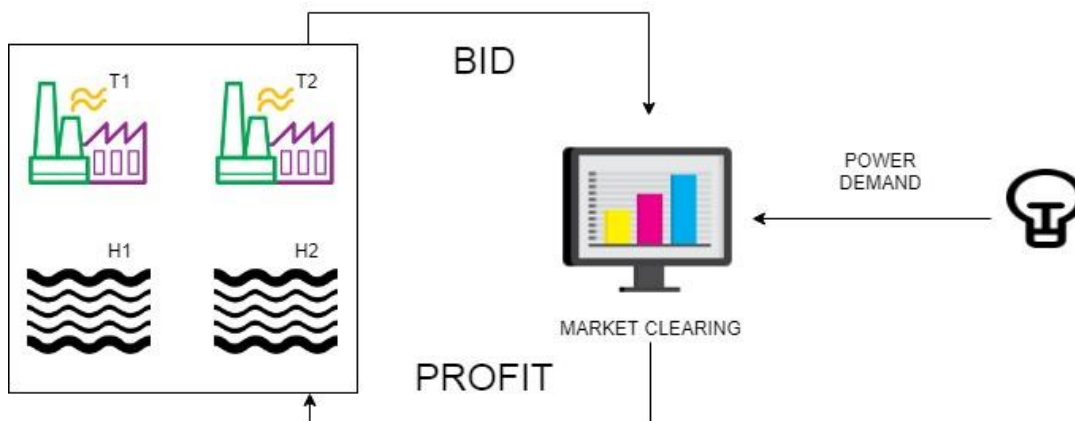 BID
T1
T2
POWER
DEMAND
H1
H2
MARKET CLEARING
PROFIT